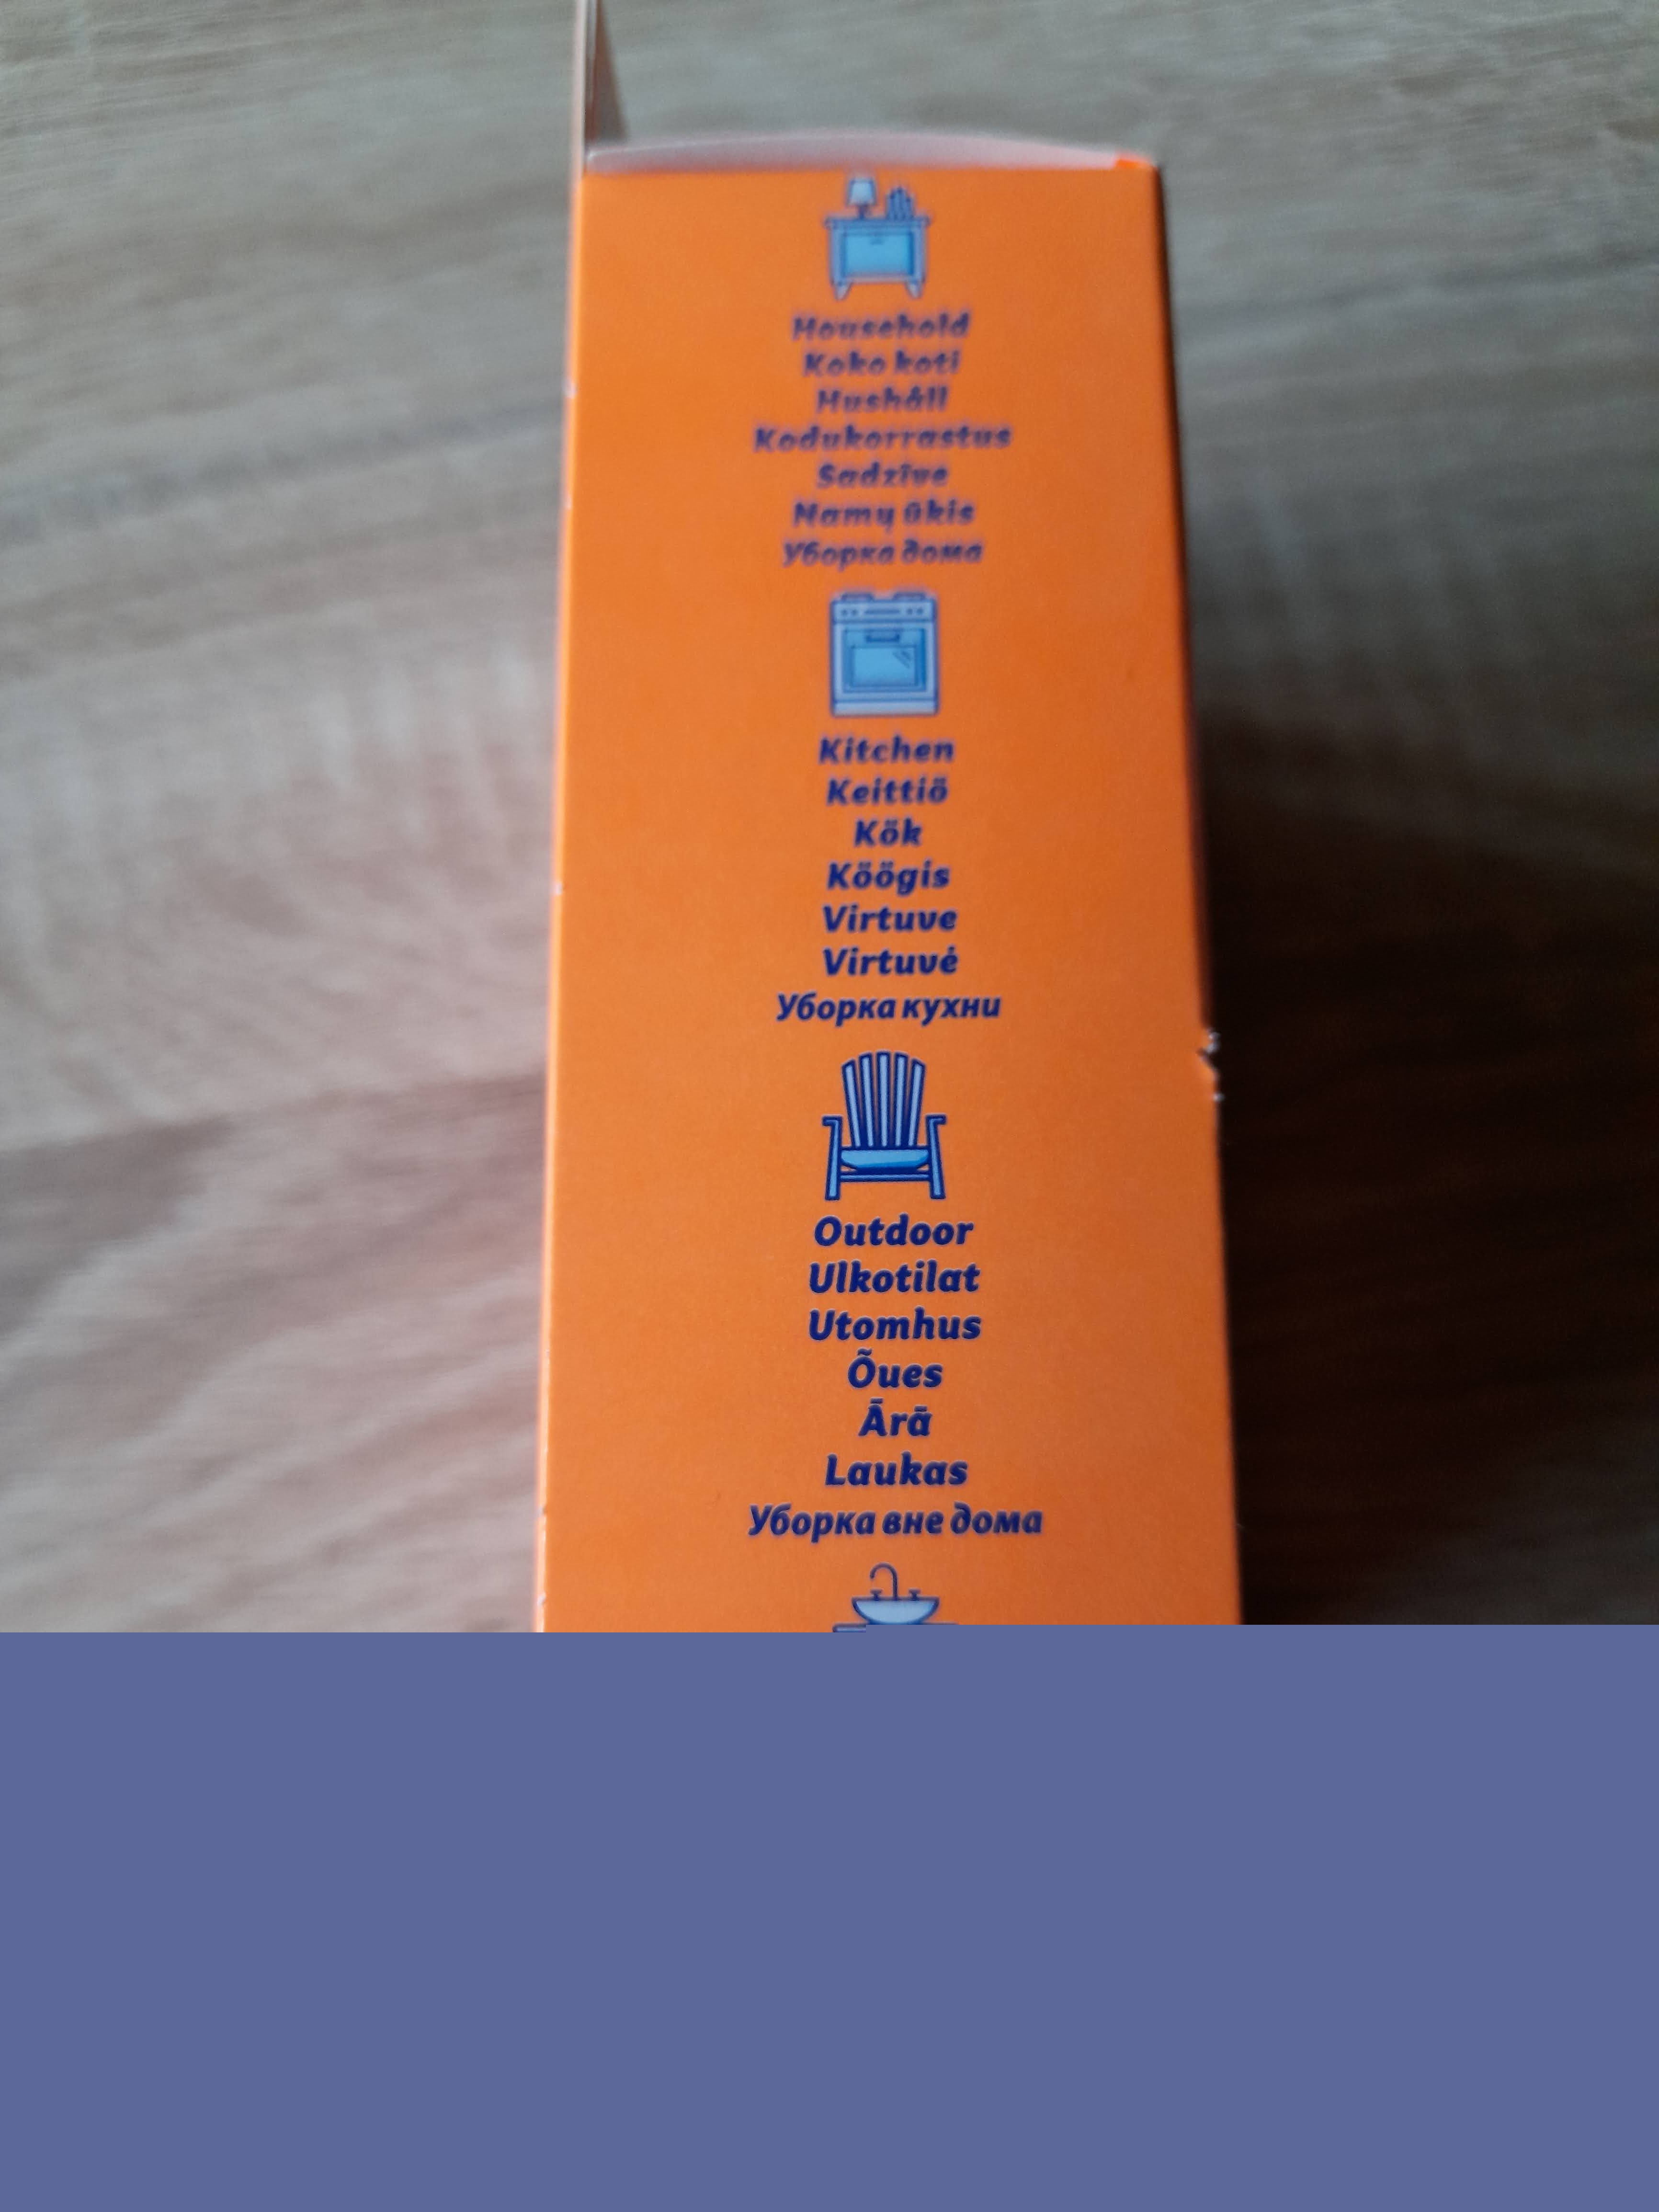 Household
Koko koti
Hushåll
Kodukorrastus
Sadzīve
Namų ūkis
Уборка дома
Kitchen
Keittiö
Kök
Köögis
Virtuve
Virtuvė
Уборка кухни
Outdoor
Ulkotilat
Utomhus
Õues
Ārā
Laukas
Уборка вне дома